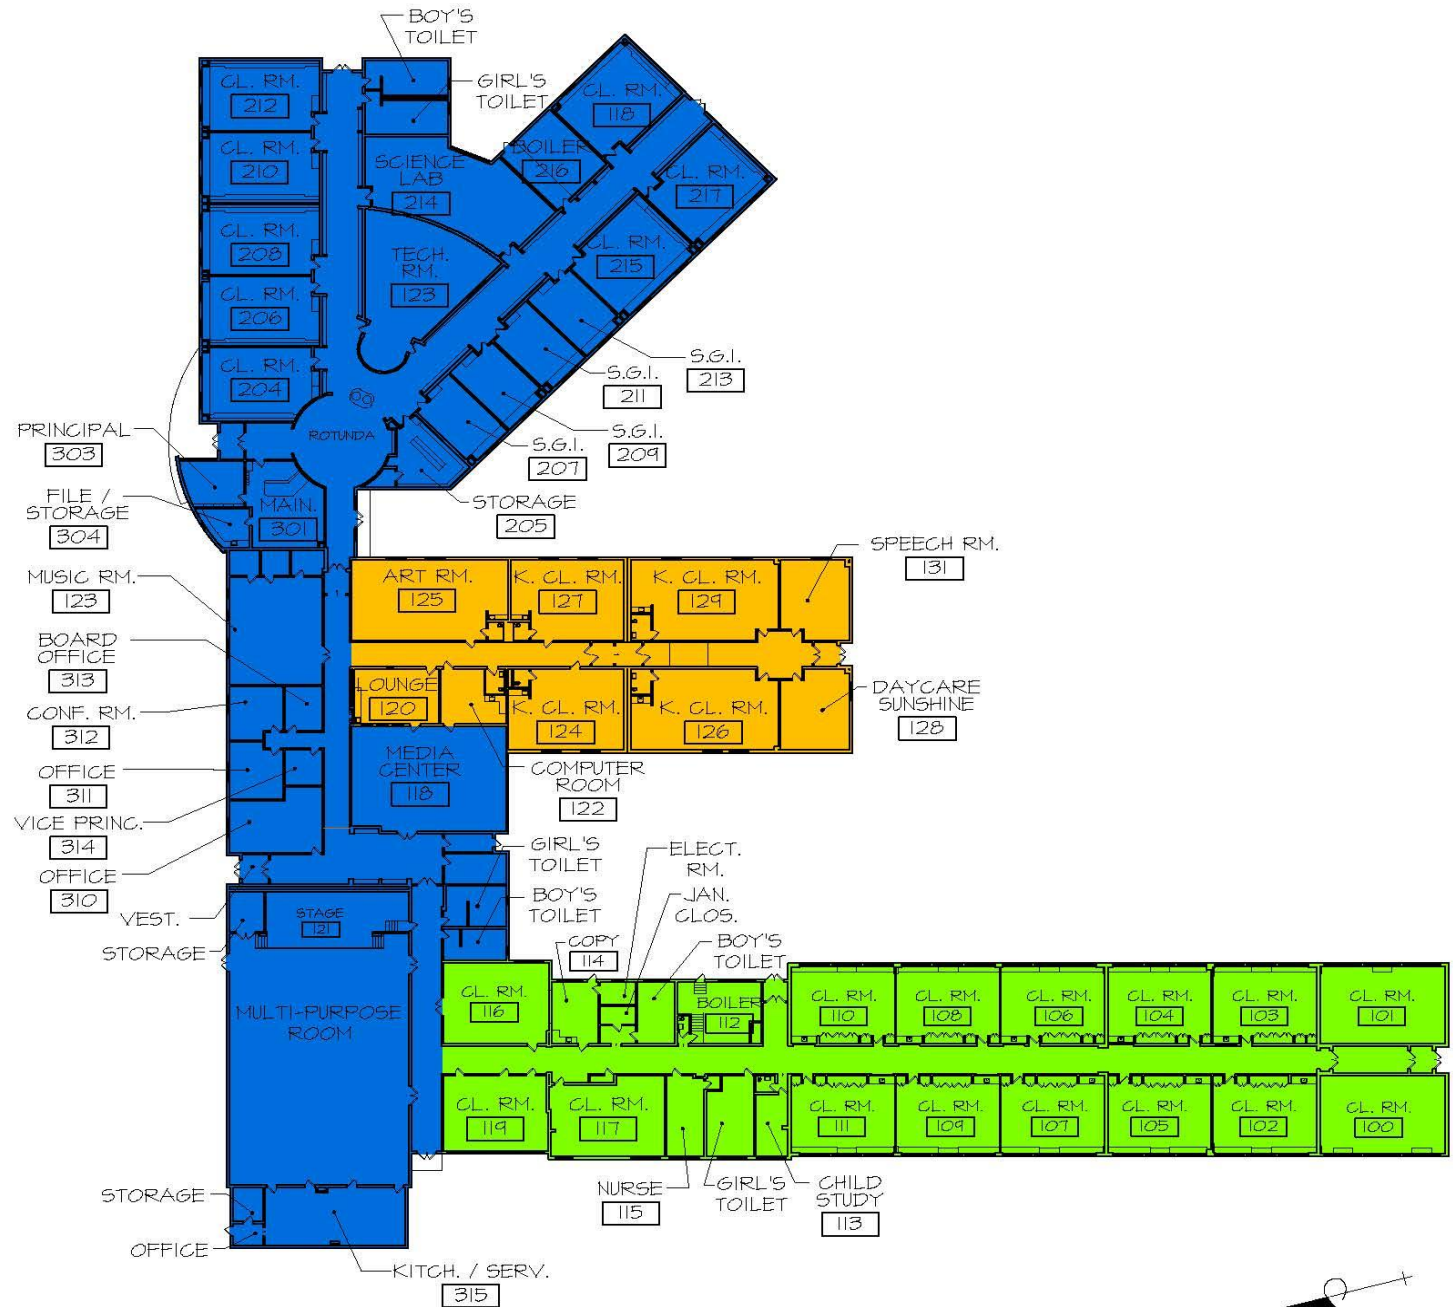 BOY'S
TOILET
GIRL'S
TOILET
CL. RM.
212
CL. RM.
118
BOILER
216
CL. RM.
210
SCIENCE
LAB
214
CL. RM.
217
CL. RM.
208
TECH.
RM.
123
CL. RM.
215
CL. RM.
206
CL. RM.
204
S.G.I.
213
S.G.I.
211
S.G.I.
209
S.G.I.
207
ROTUNDA
PRINCIPAL
303
FILE /
STORAGE
304
MAIN.
301
STORAGE
205
SPEECH RM.
131
MUSIC RM.
123
ART RM.
125
K. CL. RM.
127
K. CL. RM.
129
BOARD
OFFICE
313
CONF. RM.
312
LOUNGE
120
K. CL. RM.
124
K. CL. RM.
126
DAYCARE
SUNSHINE
128
OFFICE
311
MEDIA
CENTER
118
COMPUTER
ROOM
122
VICE PRINC.
314
OFFICE
310
GIRL'S
TOILET
ELECT.
RM.
BOY'S
TOILET
JAN.
CLOS.
VEST.
STAGE
121
STORAGE
COPY
114
BOY'S
TOILET
MULTI-PURPOSE
ROOM
CL. RM.
116
BOILER
112
CL. RM.
110
CL. RM.
108
CL. RM.
106
CL. RM.
104
CL. RM.
103
CL. RM.
101
CL. RM.
119
CL. RM.
117
CL. RM.
111
CL. RM.
109
CL. RM.
107
CL. RM.
105
CL. RM.
102
CL. RM.
100
STORAGE
NURSE
115
GIRL'S
TOILET
CHILD
STUDY
113
OFFICE
KITCH. / SERV.
315